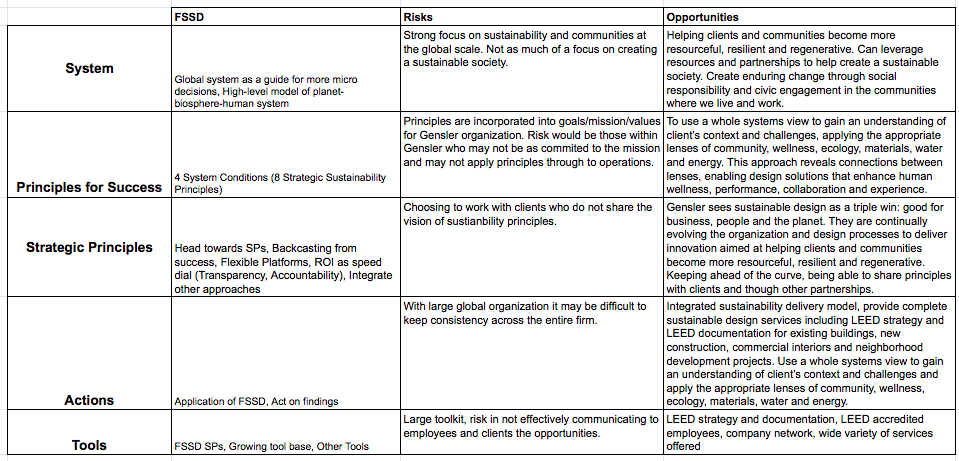 FSSD
Risks
Opportunities
System
Global system as a guide for more micro
decisions, High-level model of planet-
biosphere-human system
Strong focus on sustainability and communities at
the global scale. Not as much of a focus on creating
a sustainable society.
Helping clients and communities become more
resourceful, resilient and regenerative. Can leverage
resources and partnerships to help create a sustainable
society. Create enduring change through social
responsibility and civic engagement in the communities
where we live and work.
Principles for Success
4 System Conditions (8 Strategic Sustainability
Principles)
Principles are incorporated into goals/mission/values
for Gensler organization. Risk would be those within
Gensler who may not be as commited to the mission
and may not apply principles through to operations.
To use a whole systems view to gain an understanding of
client's context and challenges, applying the appropriate
lenses of community, wellness, ecology, materials, water
and energy. This approach reveals connections between
lenses, enabling design solutions that enhance human
wellness, performance, collaboration and experience.
Strategic Principles
Head towards SPs, Backcasting from
success, Flexible Platforms, ROI as speed
dial (Transparency, Accountability), Integrate
other approaches
Choosing to work with clients who do not share the
vision of sustianbility principles.
Gensler sees sustainable design as a triple win: good for
business, people and the planet. They are continually
evolving the organization and design processes to deliver
innovation aimed at helping clients and communities
become more resourceful, resilient and regenerative.
Keeping ahead of the curve, being able to share principles
with clients and though other partnerships.
Actions
Application of FSSD, Act on findings
With large global organization it may be difficult to
keep consistency across the entire firm.
Integrated sustainability delivery model, provide complete
sustainable design services including LEED strategy and
LEED documentation for existing buildings, new
construction, commercial interiors and neighborhood
development projects. Use a whole systems view to gain
an understanding of client's context and challenges and
apply the appropriate lenses of community, wellness,
ecology, materials, water and energy.
Tools
FSSD SPs, Growing tool base, Other Tools
Large toolkit, risk in not effectively communicating to
employees and clients the opportunities.
LEED strategy and documentation, LEED accredited
employees, company network, wide variety of services
offered